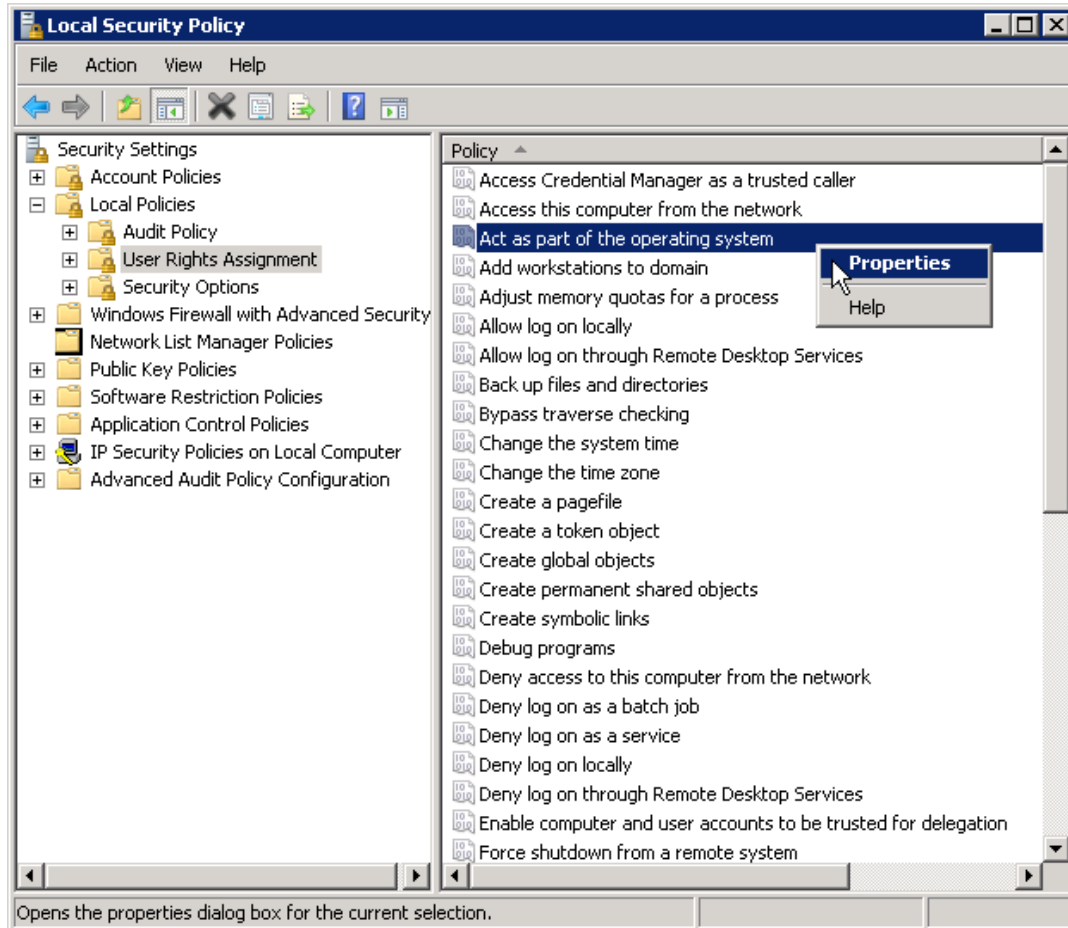 Local Security Policy
File Action View Help
Security Settings
Account Policies
Local Policies
Audit Policy
User Rights Assignment
Security Options
Windows Firewall with Advanced Security
Network List Manager Policies
Public Key Policies
Software Restriction Policies
Application Control Policies
IP Security Policies on Local Computer
Advanced Audit Policy Configuration
Policy
Access Credential Manager as a trusted caller
Access this computer from the network
Act as part of the operating system
Add workstations to domain
Adjust memory quotas for a process
Allow log on locally
Allow log on through Remote Desktop Services
Back up files and directories
Bypass traverse checking
Change the system time
Change the time zone
Create a pagefile
Create a token object
Create global objects
Create permanent shared objects
Create symbolic links
Debug programs
Deny access to this computer from the network
Deny log on as a batch job
Deny log on as a service
Deny log on locally
Deny log on through Remote Desktop Services
Enable computer and user accounts to be trusted for delegation
Force shutdown from a remote system
Properties
Help
Opens the properties dialog box for the current selection.